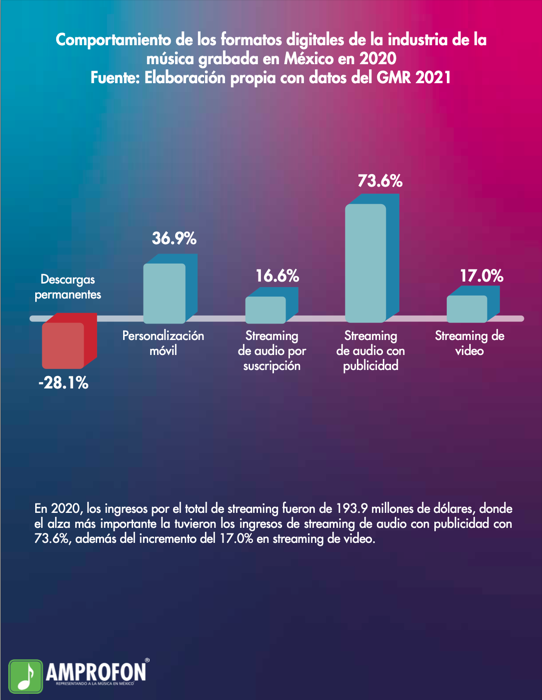 Comportamiento de los formatos digitales de la industria de la
música grabada en México en 2020
Fuente: Elaboración propia con datos del GMR 2021
73.6%
36.9%
16.6%
17.0%
Descargas
permanentes
Personalización
móvil
Streaming
de audio por
suscripción
Streaming
de audio con
publicidad
Streaming de
video
-28.1%
En 2020, los ingresos por el total de streaming fueron de 193.9 millones de dólares, donde
el alza más importante la tuvieron los ingresos de streaming de audio con publicidad con
73.6%, además del incremento del 17.0% en streaming de video.
AMPROFON®
REPRESENTANDO A LA MÚSICA EN MÉXICO